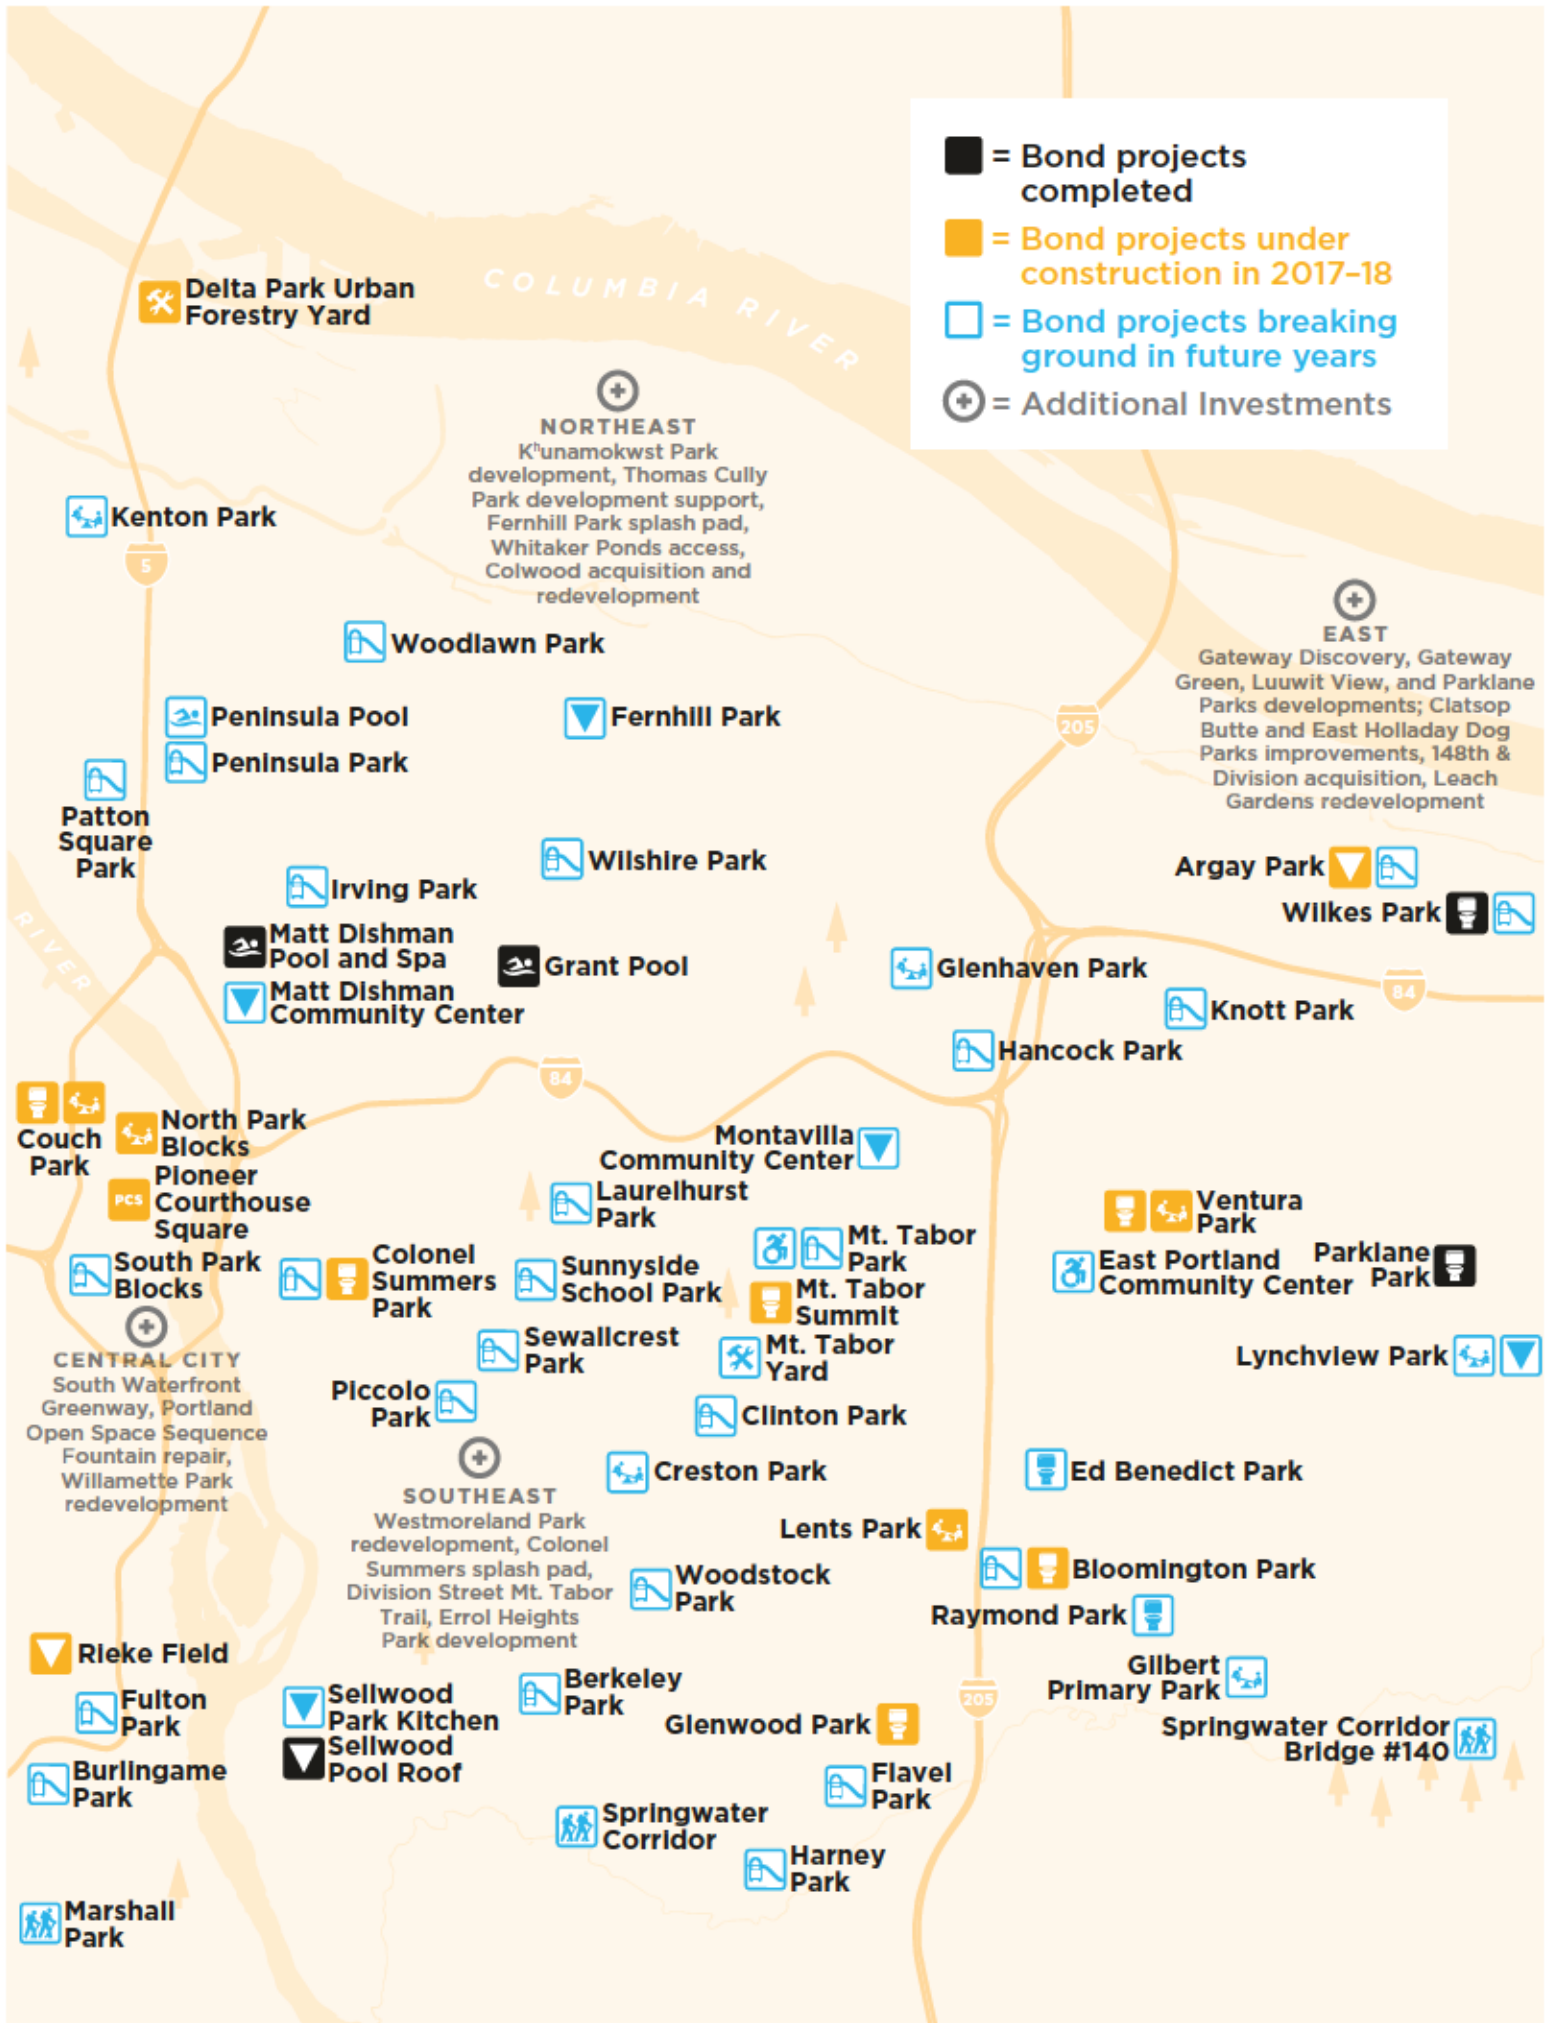 = Bond projects
completed
= Bond projects under
construction in 2017–18
= Bond projects breaking
ground in future years
= Additional Investments
COLUMBIA RIVER
Delta Park Urban
Forestry Yard
NORTHEAST
Kʰunamokwst Park
development, Thomas Cully
Park development support,
Fernhill Park splash pad,
Whitaker Ponds access,
Colwood acquisition and
redevelopment
Kenton Park
5
EAST
Gateway Discovery, Gateway
Green, Luuwit View, and Parklane
Parks developments; Clatsop
Butte and East Holladay Dog
Parks improvements, 148th &
Division acquisition, Leach
Gardens redevelopment
Woodlawn Park
Peninsula Pool
Fernhill Park
205
Peninsula Park
Patton
Square
Park
Wilshire Park
Irving Park
Argay Park
Wilkes Park
RIVER
Matt Dishman
Pool and Spa
Grant Pool
Matt Dishman
Community Center
Glenhaven Park
84
Knott Park
Hancock Park
84
Couch
Park
North Park
Blocks
PCS
Pioneer
Courthouse
Square
South Park
Blocks
Montavilla
Community Center
Laurelhurst
Park
Mt. Tabor
Park
Ventura
Park
East Portland
Community Center
Parklane
Park
Colonel
Summers
Park
Sunnyside
School Park
Mt. Tabor
Summit
Mt. Tabor
Yard
Sewallcrest
Park
Lynchview Park
CENTRAL CITY
South Waterfront
Greenway, Portland
Open Space Sequence
Fountain repair,
Willamette Park
redevelopment
Piccolo
Park
Clinton Park
Creston Park
Ed Benedict Park
SOUTHEAST
Westmoreland Park
redevelopment, Colonel
Summers splash pad,
Division Street Mt. Tabor
Trail, Errol Heights
Park development
Lents Park
Bloomington Park
Woodstock
Park
Raymond Park
Rieke Field
Gilbert
Primary Park
Fulton
Park
Sellwood
Park Kitchen
Sellwood
Pool Roof
Berkeley
Park
205
Glenwood Park
Springwater Corridor
Bridge #140
Burlingame
Park
Flavel
Park
Springwater
Corridor
Harney
Park
Marshall
Park